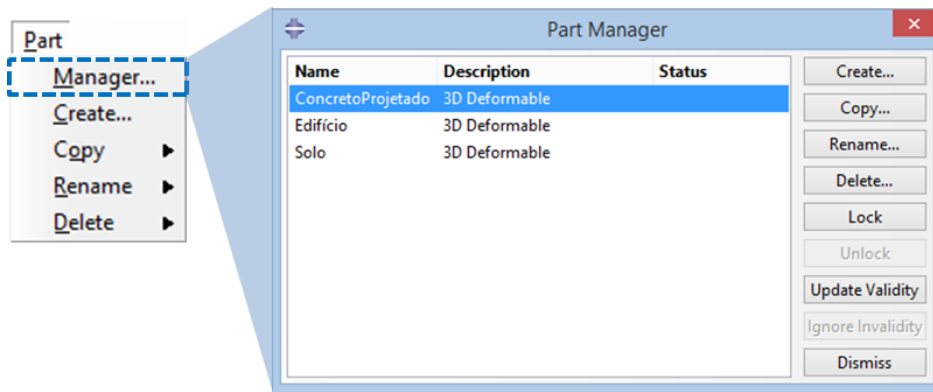 Part
Manager...
Create...
Copy
Rename
Delete
Part Manager
Name Description Status
ConcretoProjetado 3D Deformable
Edifício 3D Deformable
Solo 3D Deformable
Create...
Copy...
Rename...
Delete...
Lock
Unlock
Update Validity
Ignore Invalidity
Dismiss